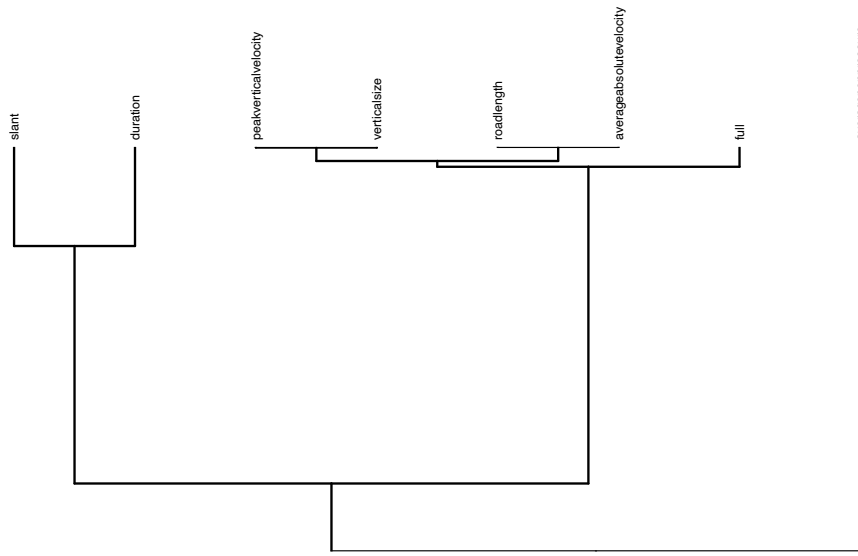 slant
duration
peakverticalvelocity
verticalsize
roadlength
averageabsolutevelocity
full